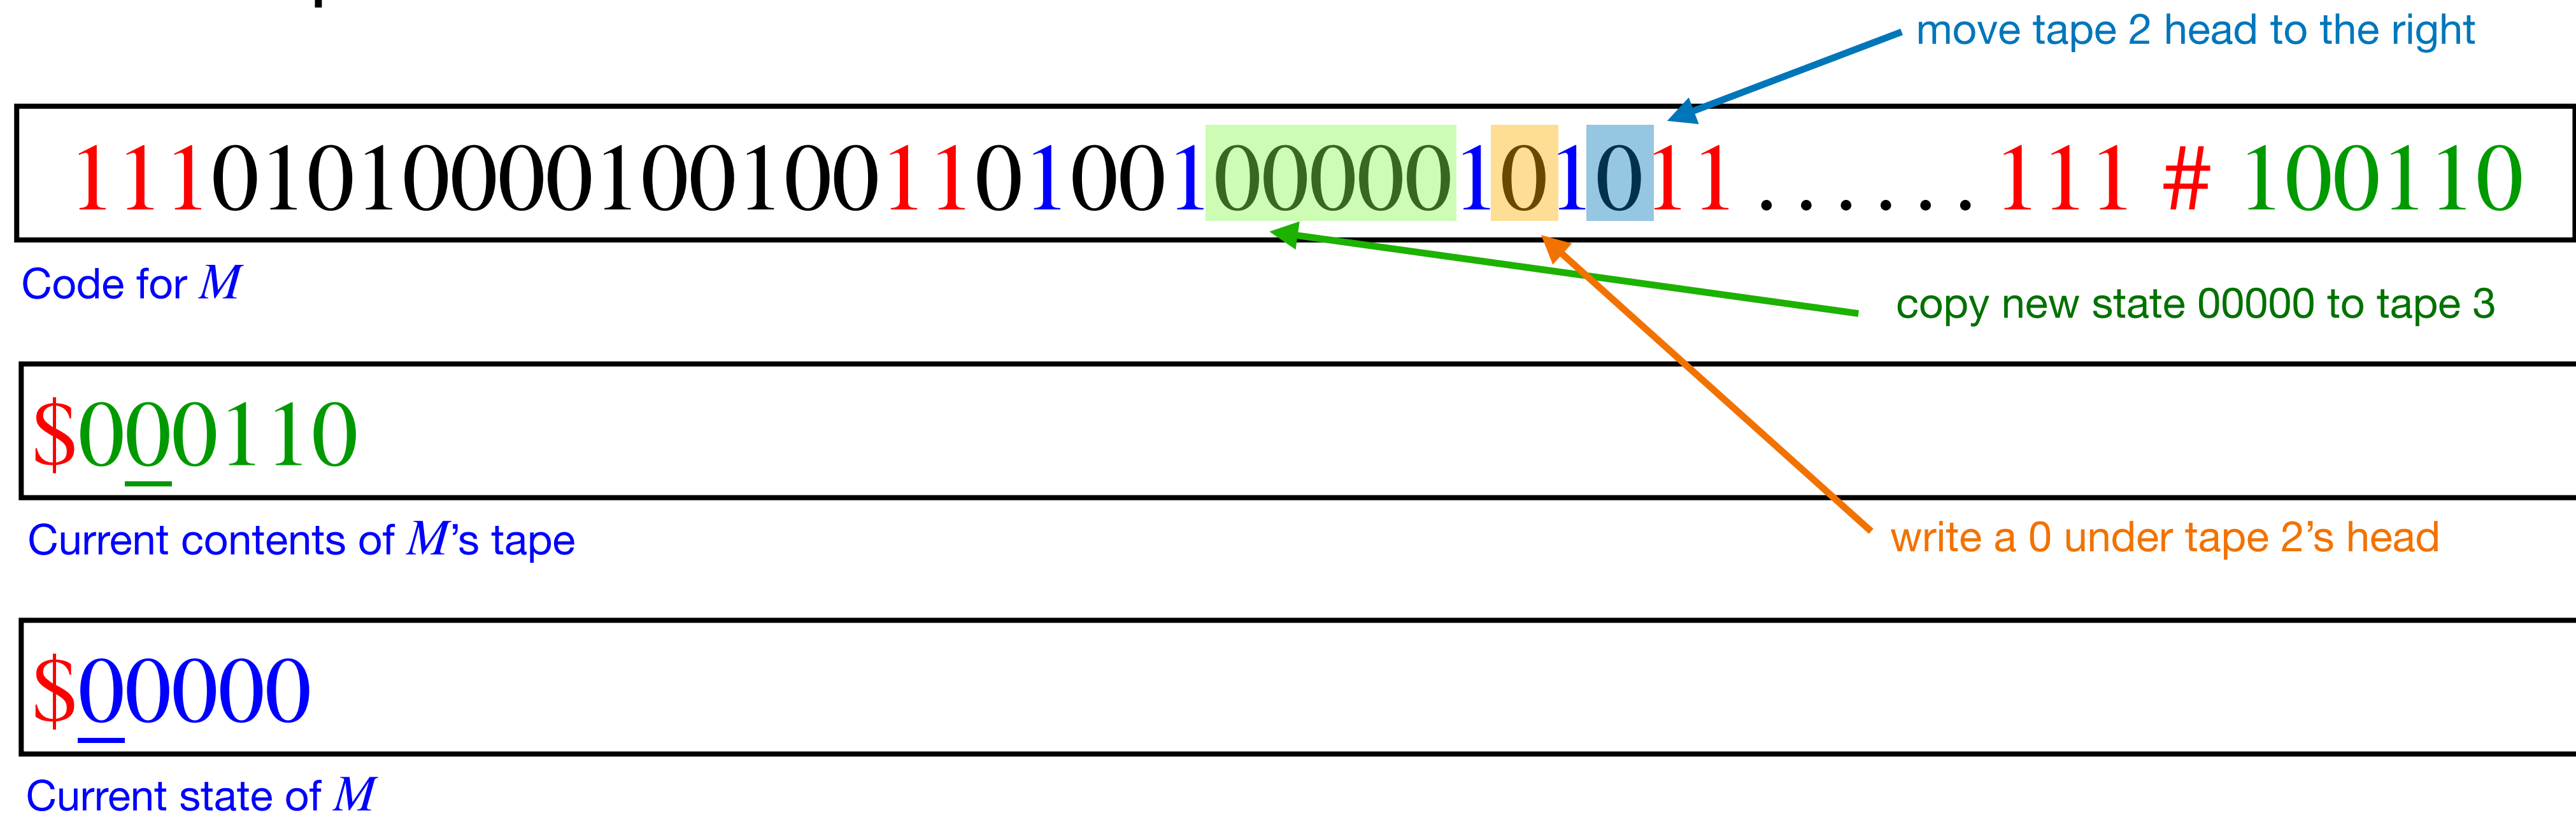 move tape 2 head to the right
11101010000100100110100100000101011 . . . . . . 111 # 100110
Code for M
copy new state 00000 to tape 3
$000110
Current contents of M's tape
write a 0 under tape 2's head
$00000
Current state of M